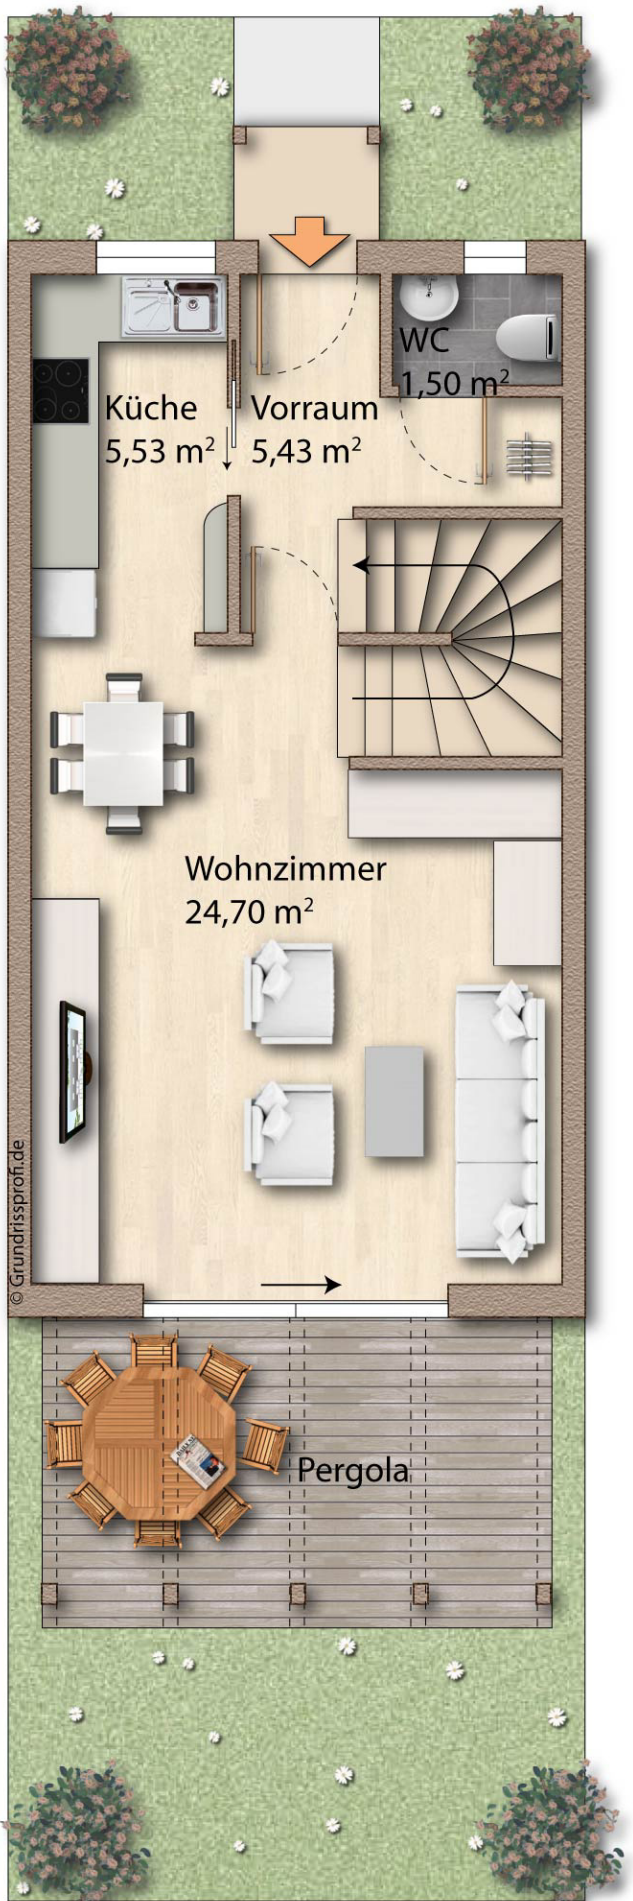 WC
1,50 m²
Küche
5,53 m²
Vorraum
5,43 m²
Wohnzimmer
24,70 m²
© Grundrissprofi.de
Pergola